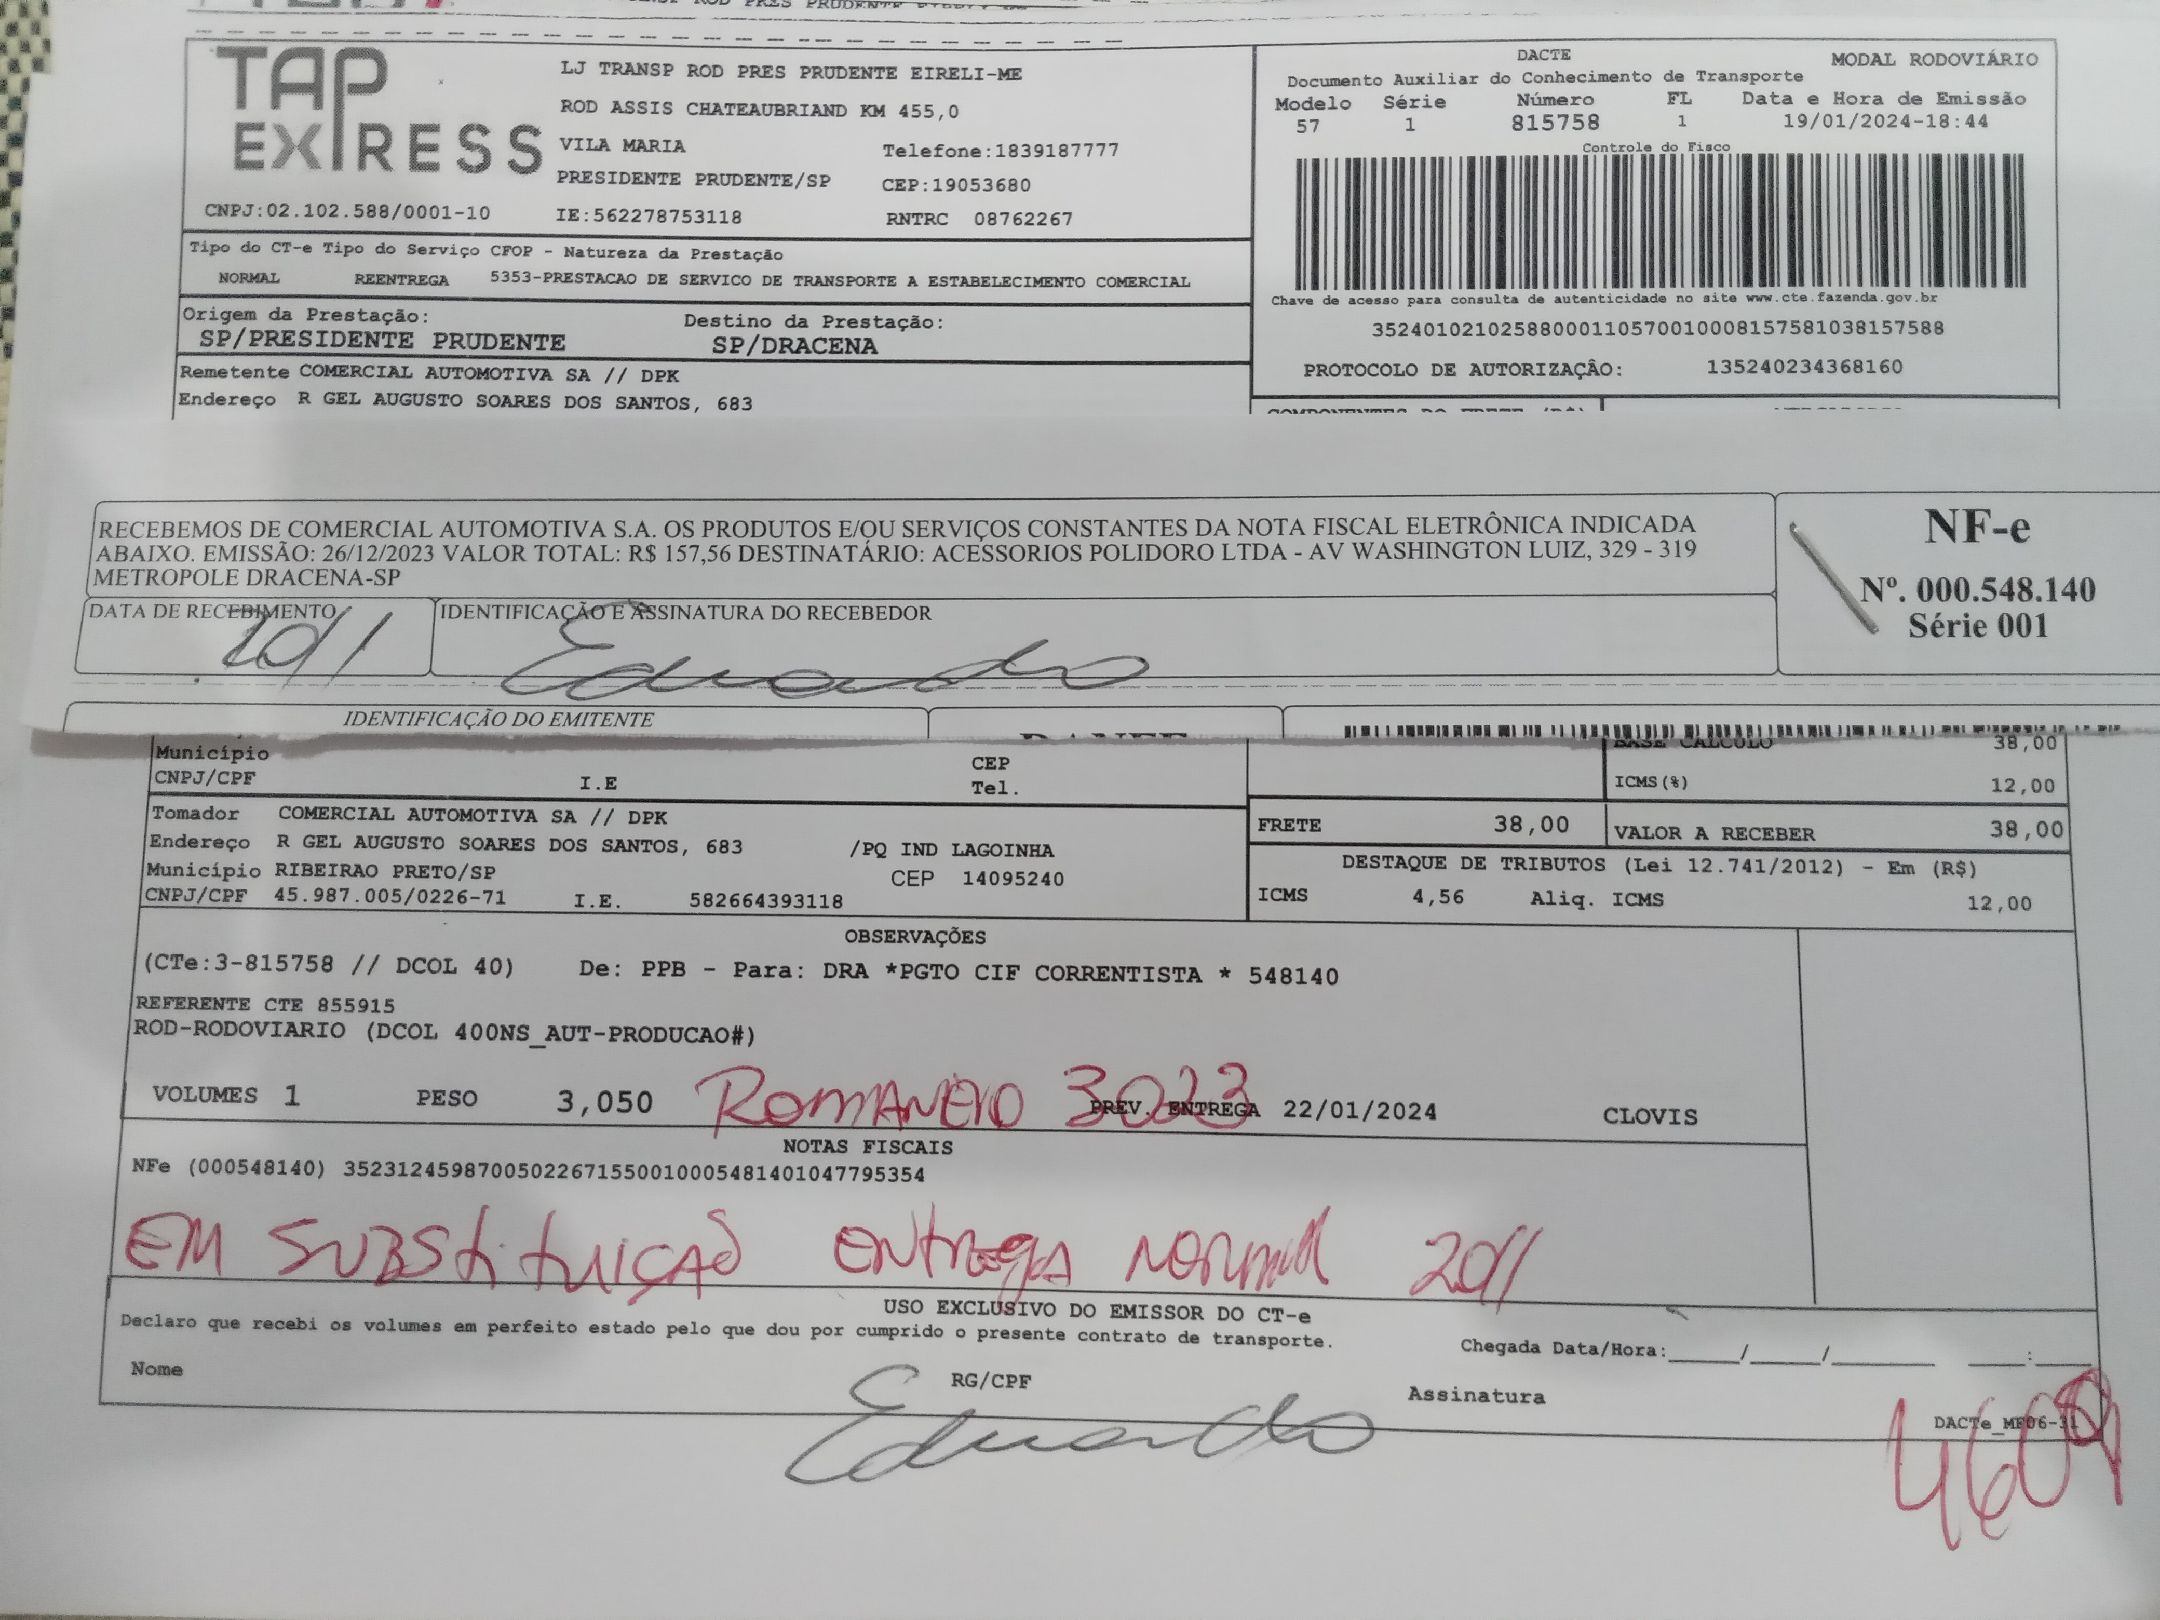 TAP EXPRESS
LJ TRANSP ROD PRES PRUDENTE EIRELI-ME
ROD ASSIS CHATEAUBRIAND KM 455,0
VILA MARIA Telefone:1839187777
PRESIDENTE PRUDENTE/SP CEP:19053680
CNPJ:02.102.588/0001-10 IE:562278753118 RNTRC 08762267
DACTE MODAL RODOVIÁRIO
Documento Auxiliar do Conhecimento de Transporte
Modelo Série Número FL Data e Hora de Emissão
57 1 815758 1 19/01/2024-18:44
Controle do Fisco
Chave de acesso para consulta de autenticidade no site www.cte.fazenda.gov.br
35240102102588000110570010008157581038157588
PROTOCOLO DE AUTORIZAÇÂO: 135240234368160
Tipo do CT-e Tipo do Serviço CFOP - Natureza da Prestação
NORMAL REENTREGA 5353-PRESTACAO DE SERVICO DE TRANSPORTE A ESTABELECIMENTO COMERCIAL
Origem da Prestação: Destino da Prestação:
SP/PRESIDENTE PRUDENTE SP/DRACENA
Remetente COMERCIAL AUTOMOTIVA SA // DPK
Endereço R GEL AUGUSTO SOARES DOS SANTOS, 683
RECEBEMOS DE COMERCIAL AUTOMOTIVA S.A. OS PRODUTOS E/OU SERVIÇOS CONSTANTES DA NOTA FISCAL ELETRÔNICA INDICADA
ABAIXO. EMISSÃO: 26/12/2023 VALOR TOTAL: R$ 157,56 DESTINATÁRIO: ACESSORIOS POLIDORO LTDA - AV WASHINGTON LUIZ, 329 - 319
METROPOLE DRACENA-SP
NF-e
Nº. 000.548.140
Série 001
DATA DE RECEBIMENTO IDENTIFICAÇÃO E ASSINATURA DO RECEBEDOR
20/1 Eduardo
IDENTIFICAÇÃO DO EMITENTE
Município CEP
CNPJ/CPF I.E Tel.
BASE CALCULO 38,00
ICMS(%) 12,00
Tomador COMERCIAL AUTOMOTIVA SA // DPK
Endereço R GEL AUGUSTO SOARES DOS SANTOS, 683 /PQ IND LAGOINHA
Município RIBEIRAO PRETO/SP CEP 14095240
CNPJ/CPF 45.987.005/0226-71 I.E. 582664393118
FRETE 38,00 VALOR A RECEBER 38,00
DESTAQUE DE TRIBUTOS (Lei 12.741/2012) - Em (R$)
ICMS 4,56 Aliq. ICMS 12,00
OBSERVAÇÕES
(CTe:3-815758 // DCOL 40) De: PPB - Para: DRA *PGTO CIF CORRENTISTA * 548140
REFERENTE CTE 855915
ROD-RODOVIARIO (DCOL 400NS_AUT-PRODUCAO#)
VOLUMES 1 PESO 3,050 ROMANEIO 3023 PREV. ENTREGA 22/01/2024 CLOVIS
NOTAS FISCAIS
NFe (000548140) 35231245987005022671550010005481401047795354
EM SUBSTITUIÇÃO ENTREGA NORMAL 20/1
USO EXCLUSIVO DO EMISSOR DO CT-e
Declaro que recebi os volumes em perfeito estado pelo que dou por cumprido o presente contrato de transporte.
Chegada Data/Hora:_____/_____/_______ ____:____
Nome RG/CPF Assinatura
Eduardo
DACTe_MF06-31